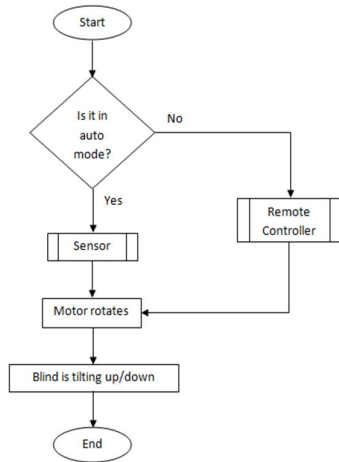 Start
Is it in
auto
mode?
No
Yes
Sensor
Remote
Controller
Motor rotates
Blind is tilting up/down
End